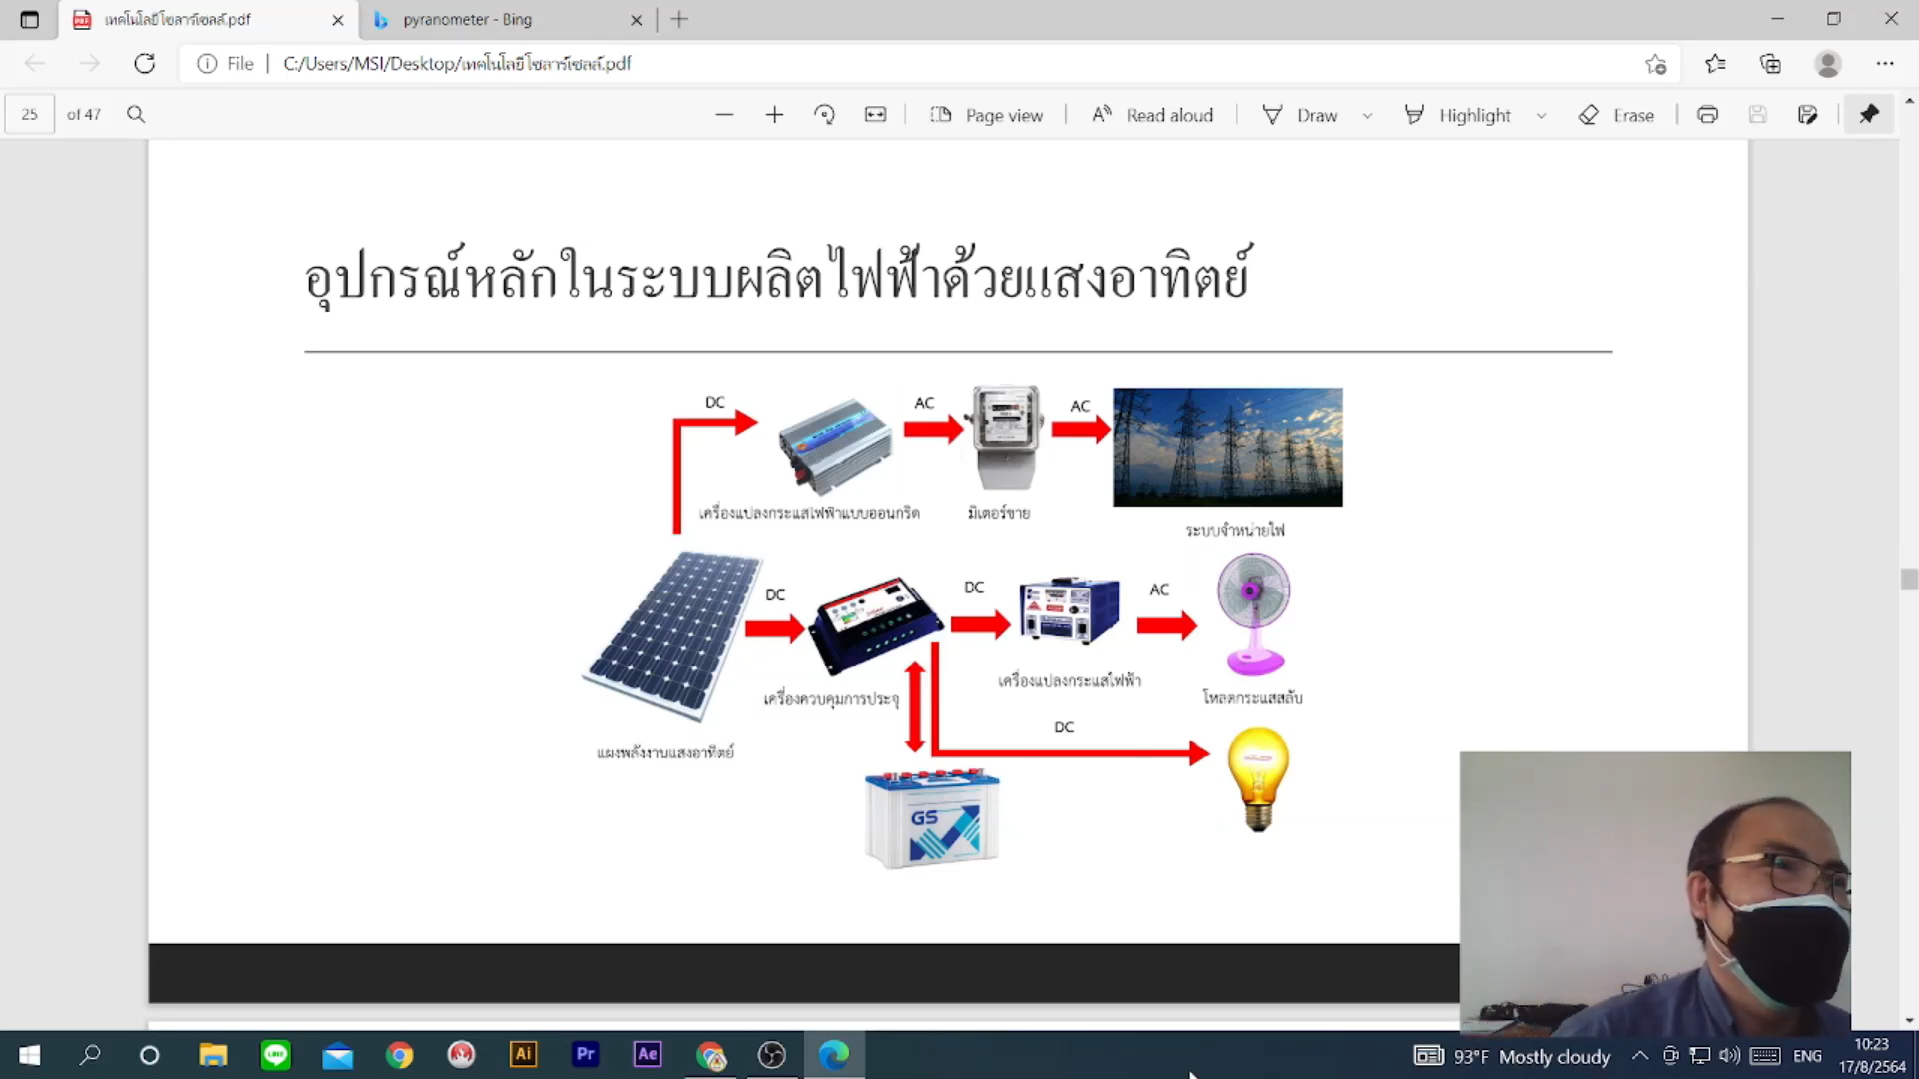 เทคโนโลยีโซลาร์เซลล์.pdf
pyranometer - Bing
File
C:/Users/MSI/Desktop/เทคโนโลยีโซลาร์เซลล์.pdf
25 of 47
Page view
Read aloud
Draw
Highlight
Erase
อุปกรณ์หลักในระบบผลิตไฟฟ้าด้วยแสงอาทิตย์
DC
AC
AC
เครื่องแปลงกระแสไฟฟ้าแบบออนกริด
มิเตอร์ขาย
ระบบจำหน่ายไฟ
DC
DC
AC
เครื่องควบคุมการประจุ
เครื่องแปลงกระแสไฟฟ้า
โหลดกระแสสลับ
DC
แผงพลังงานแสงอาทิตย์
GS
Ai
Pr
Ae
93°F Mostly cloudy
ENG
10:23
17/8/2564